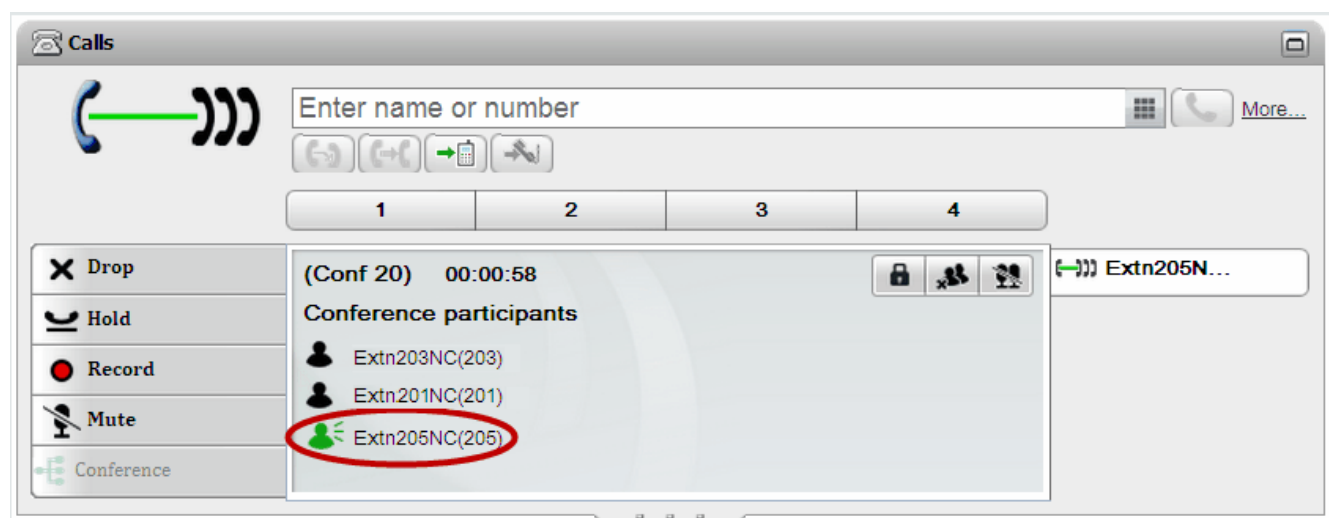 Calls
Enter name or number
More...
1 2 3 4
Drop
Hold
Record
Mute
Conference
(Conf 20) 00:00:58
Conference participants
Extn203NC(203)
Extn201NC(201)
Extn205NC(205)
Extn205N...